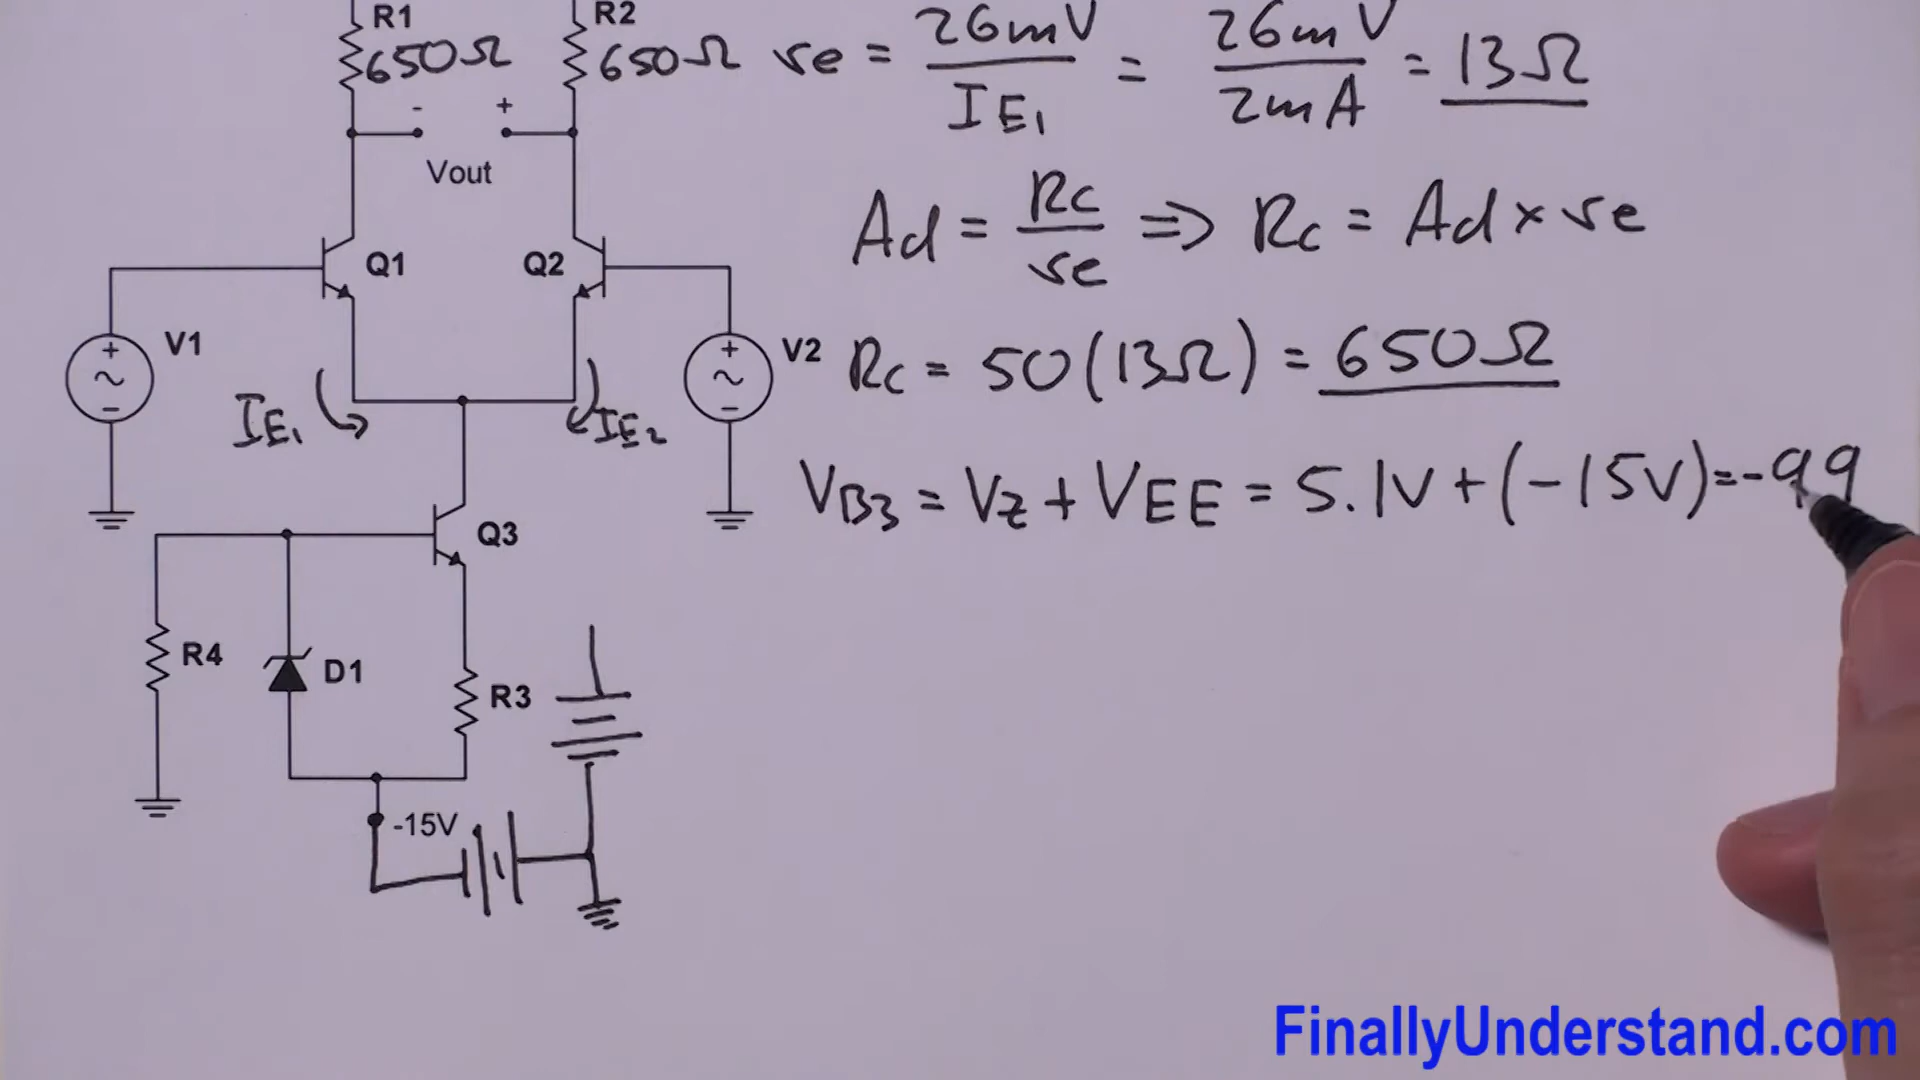 R1
650Ω
R2
650Ω
re = 26mV / IE1 = 26mV / 2mA = 13Ω
- +
Vout
Ad = Rc / re => Rc = Ad x re
Q1
Q2
+
V1
~
-
+
V2
~
-
Rc = 50(13Ω) = 650Ω
IE1
IE2
VB3 = VZ + VEE = 5.1V + (-15V) = -99
Q3
R4
D1
R3
-15V
FinallyUnderstand.com